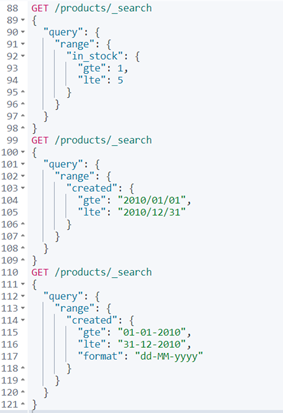 88 GET /products/_search
89 {
90 "query": {
91 "range": {
92 "in_stock": {
93 "gte": 1,
94 "lte": 5
95 }
96 }
97 }
98 }
99 GET /products/_search
100 {
101 "query": {
102 "range": {
103 "created": {
104 "gte": "2010/01/01",
105 "lte": "2010/12/31"
106 }
107 }
108 }
109 }
110 GET /products/_search
111 {
112 "query": {
113 "range": {
114 "created": {
115 "gte": "01-01-2010",
116 "lte": "31-12-2010",
117 "format": "dd-MM-yyyy"
118 }
119 }
120 }
121 }